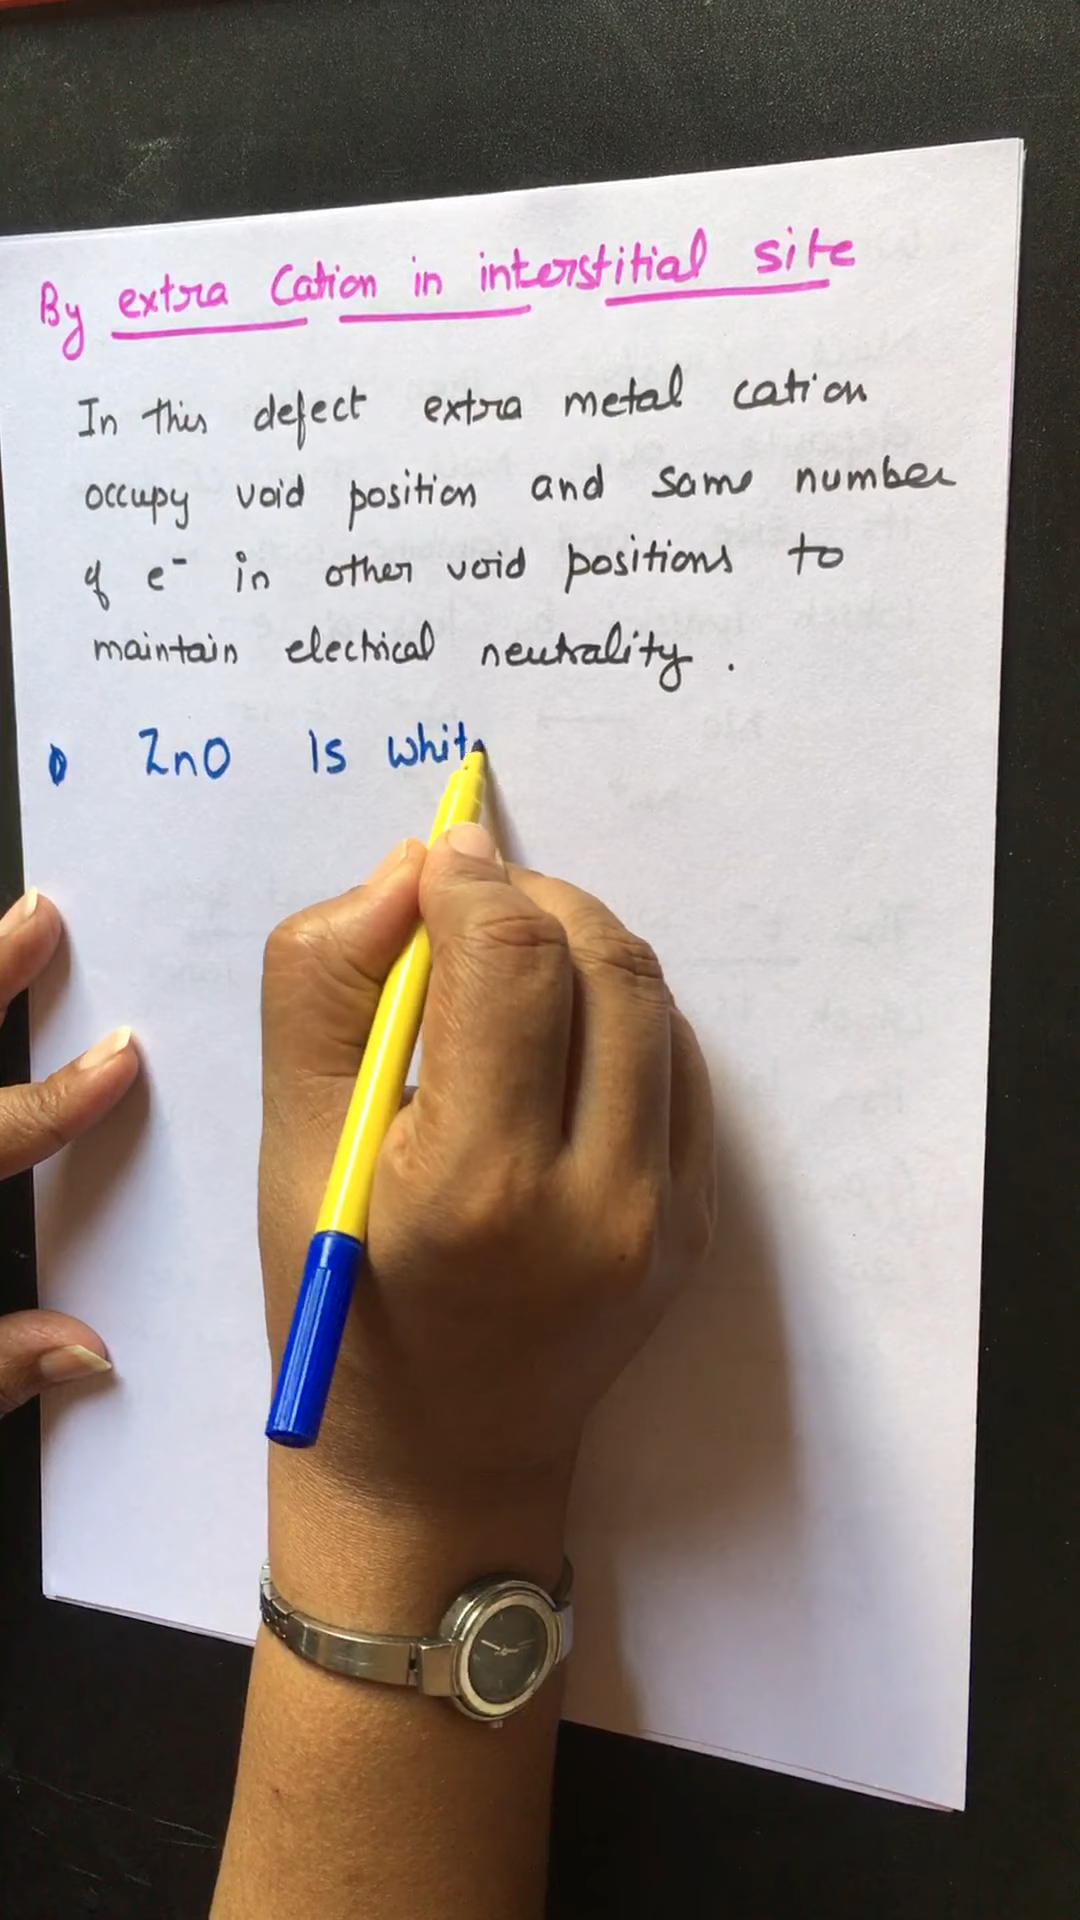 By extra Cation in interstitial site
In this defect extra metal cation
occupy void position and same number
of e⁻ in other void positions to
maintain electrical neutrality .
ZnO Is whit